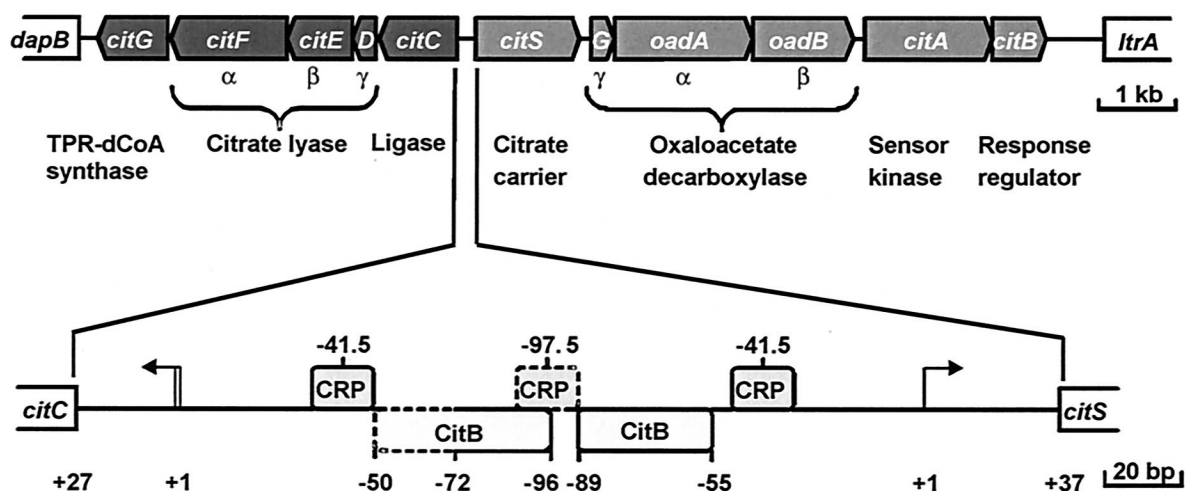 dapB citG citF citE D citC citS G oadA oadB citA citB ltrA
α β γ γ α β
1 kb
TPR-dCoA synthase
Citrate lyase
Ligase
Citrate carrier
Oxaloacetate decarboxylase
Sensor kinase
Response regulator
-41.5 -97.5 -41.5
CRP CRP CRP
citC CitB CitB citS
+27 +1 -50 -72 -96 -89 -55 +1 +37
20 bp